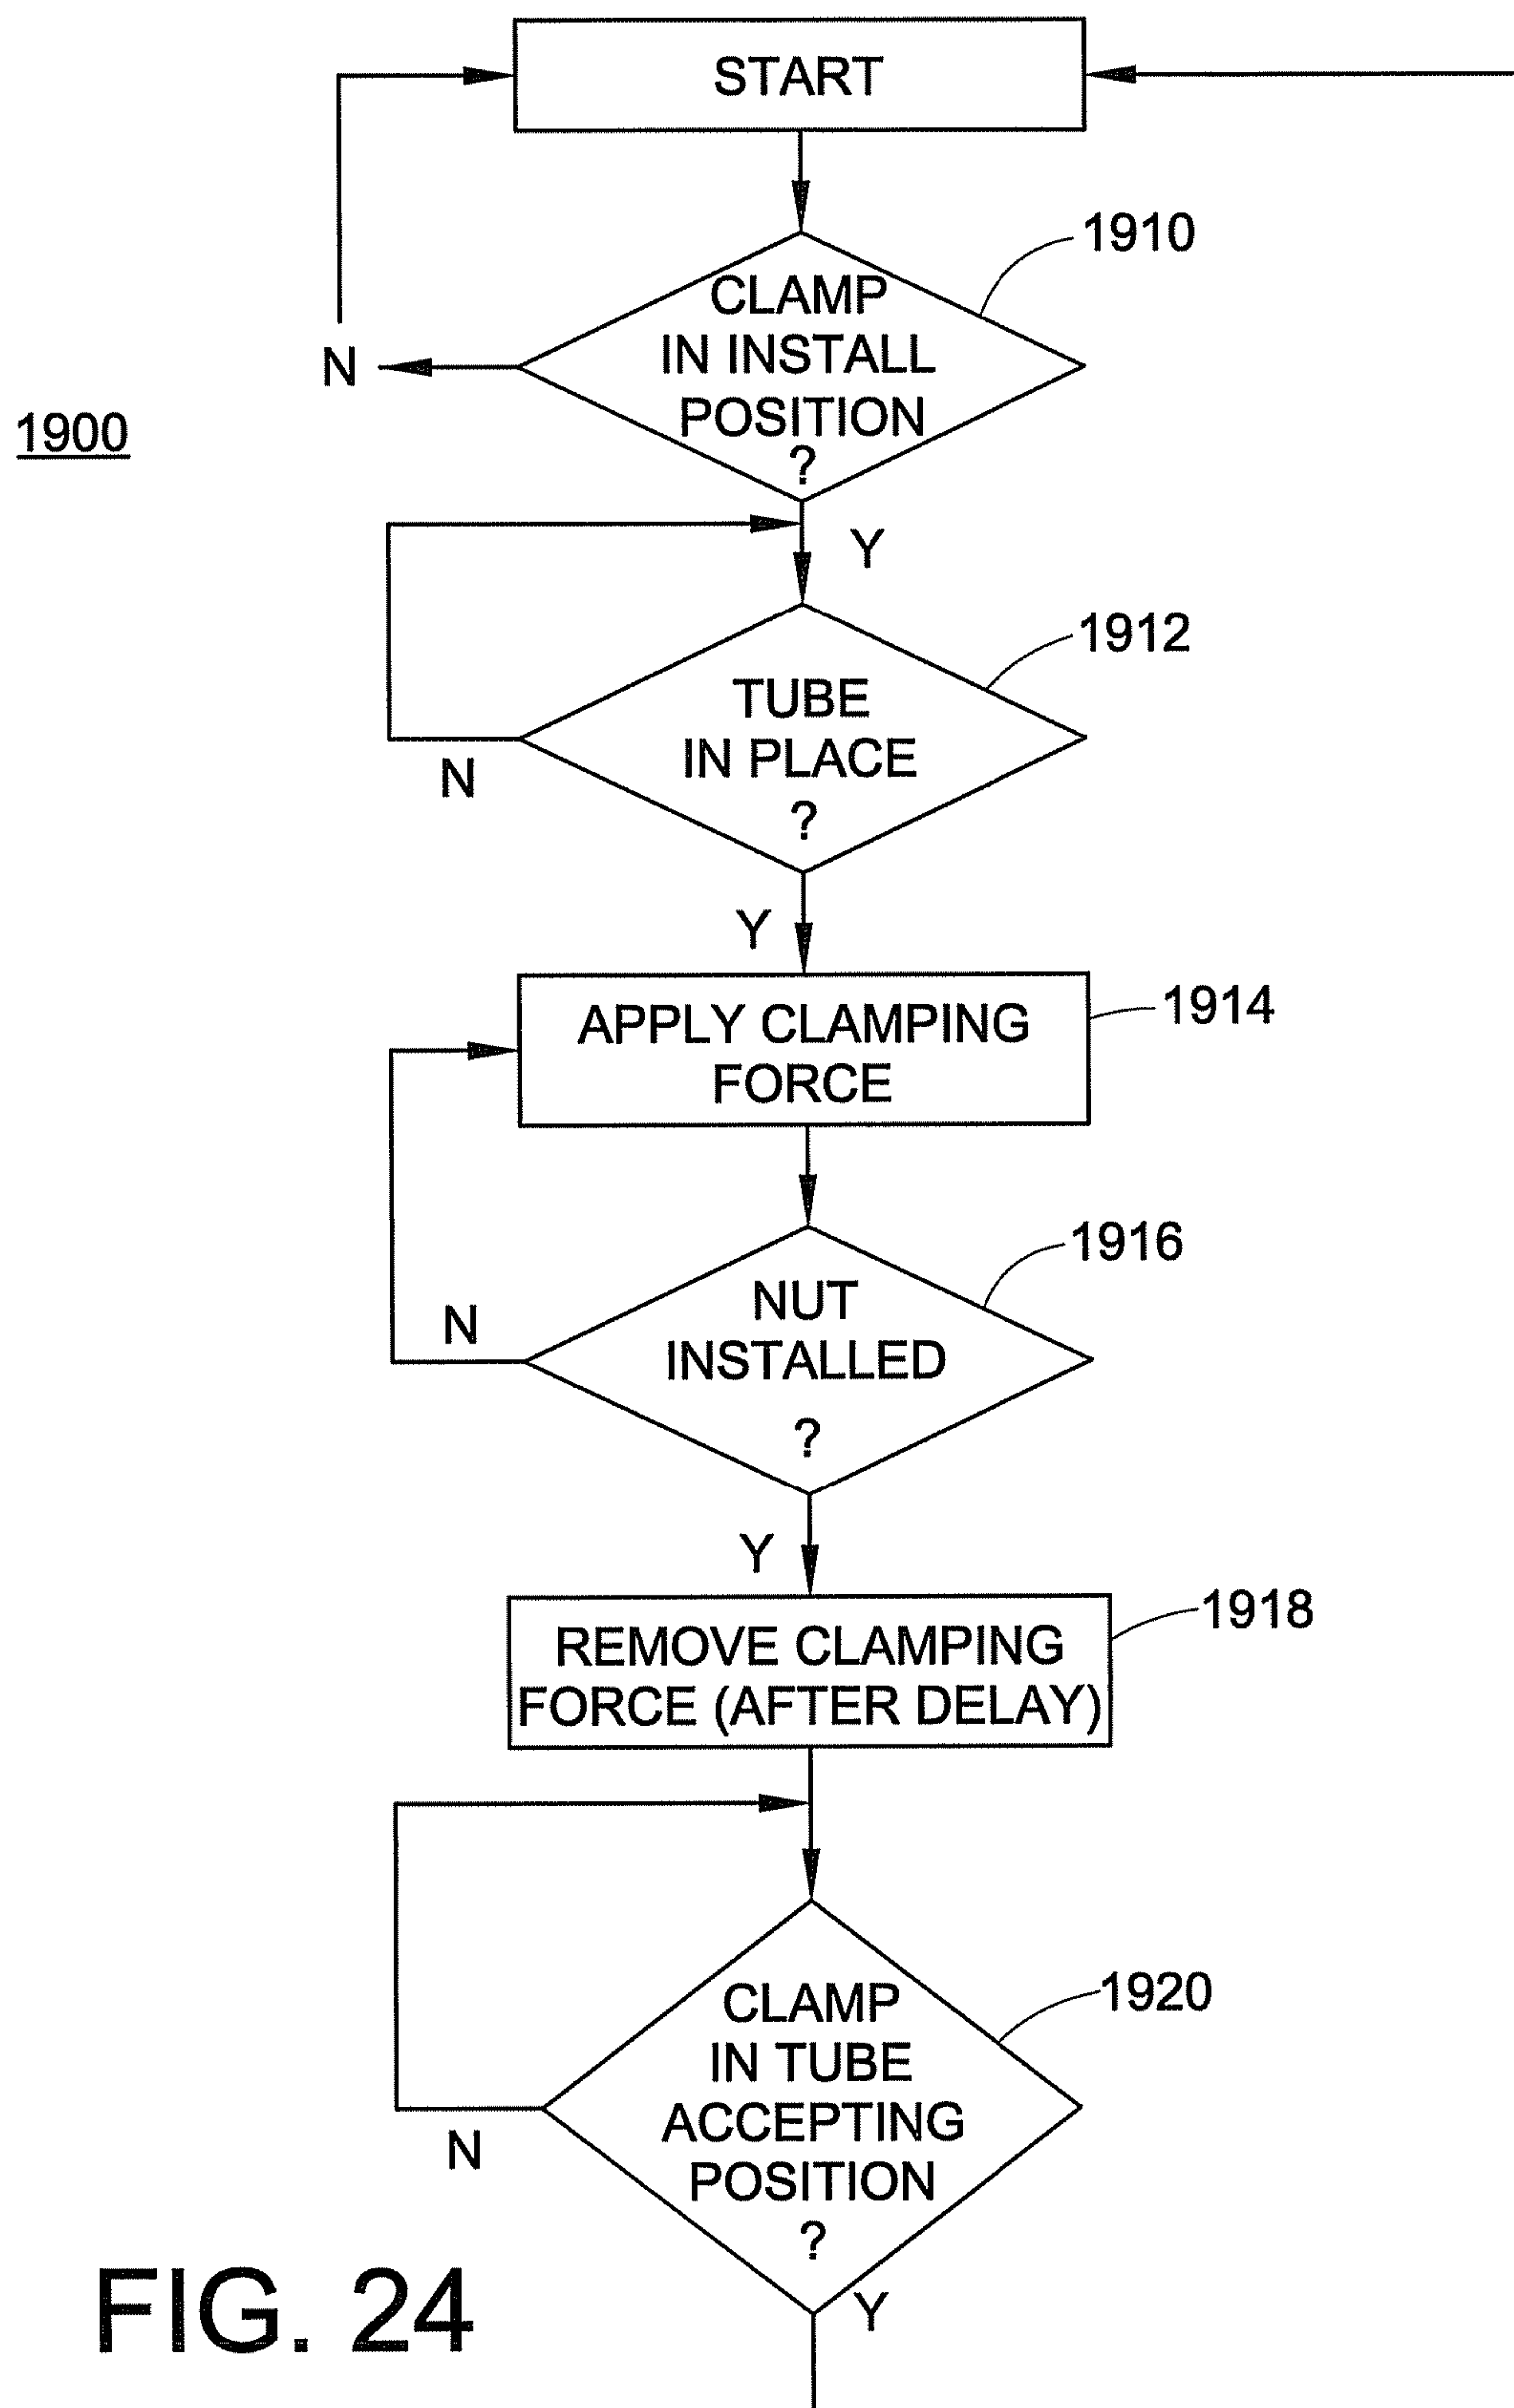 START
1910
CLAMP
IN INSTALL
POSITION
?
N
1900
Y
1912
TUBE
IN PLACE
?
N
Y
1914
APPLY CLAMPING
FORCE
1916
NUT
INSTALLED
?
N
Y
1918
REMOVE CLAMPING
FORCE (AFTER DELAY)
1920
CLAMP
IN TUBE
ACCEPTING
POSITION
?
N
Y
FIG. 24